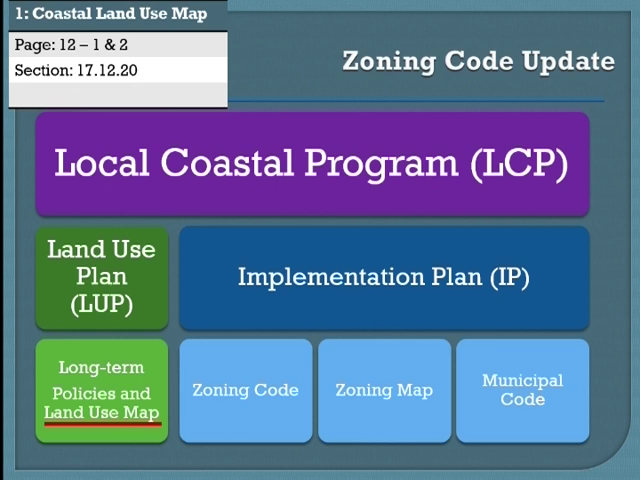 1: Coastal Land Use Map
Page: 12 – 1 & 2
Section: 17.12.20
Zoning Code Update
Local Coastal Program (LCP)
Land Use
Plan
(LUP)
Implementation Plan (IP)
Long-term
Policies and
Land Use Map
Zoning Code
Zoning Map
Municipal
Code